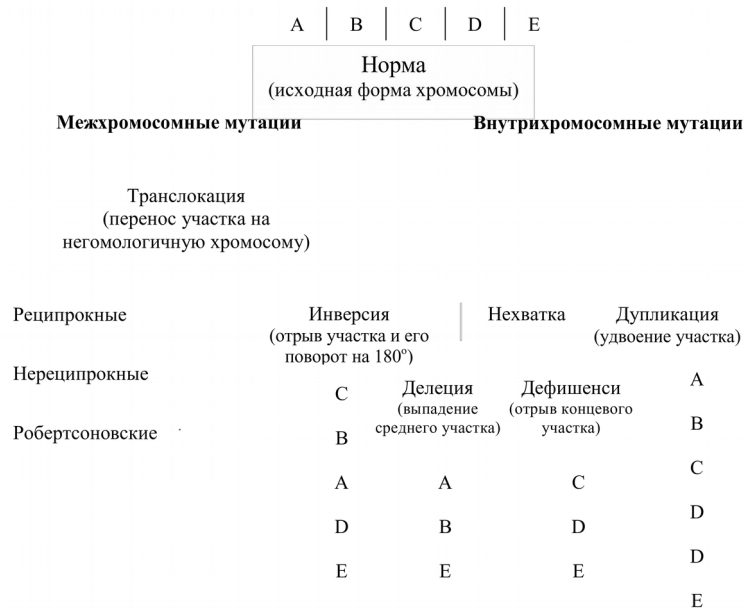 A B C D E
Норма
(исходная форма хромосомы)
Межхромосомные мутации
Внутрихромосомные мутации
Транслокация
(перенос участка на
негомологичную хромосому)
Реципрокные
Нереципрокные
Робертсоновские
Инверсия
(отрыв участка и его
поворот на 180º)
C
B
A
D
E
Нехватка
Делеция
(выпадение
среднего участка)
A
B
E
Дефишенси
(отрыв концевого
участка)
C
D
E
Дупликация
(удвоение участка)
A
B
C
D
D
E